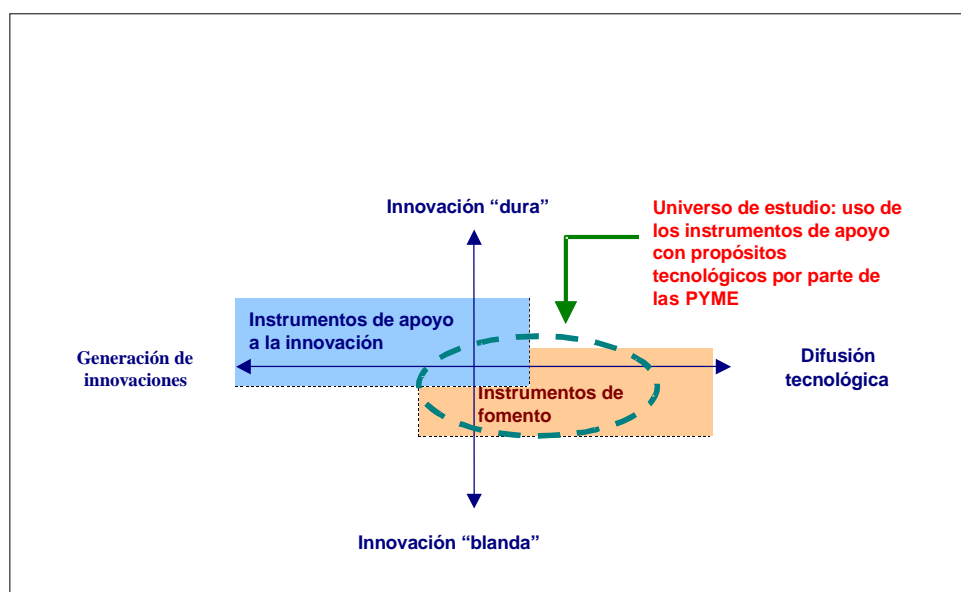 Innovación “dura”
Universo de estudio: uso de
los instrumentos de apoyo
con propósitos
tecnológicos por parte de
las PYME
Instrumentos de apoyo
a la innovación
Generación de
innovaciones
Difusión
tecnológica
Instrumentos de
fomento
Innovación “blanda”